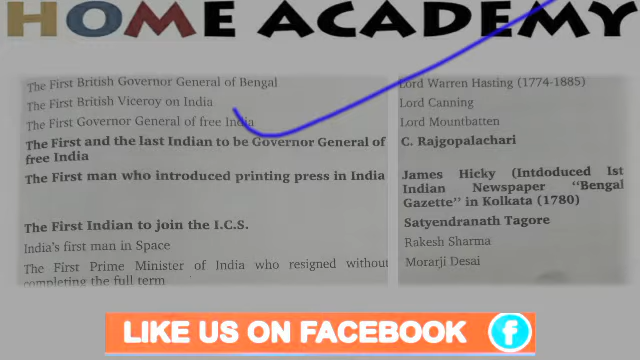 HOME ACADEMY
The First British Governor General of Bengal Lord Warren Hasting (1774-1885)
The First British Viceroy on India Lord Canning
The First Governor General of free India Lord Mountbatten
The First and the last Indian to be Governor General of C. Rajgopalachari
free India
The First man who introduced printing press in India James Hicky (Intdoduced Ist
Indian Newspaper "Bengal
Gazette" in Kolkata (1780)
The First Indian to join the I.C.S. Satyendranath Tagore
India's first man in Space Rakesh Sharma
The First Prime Minister of India who resigned without Morarji Desai
completing the full term
LIKE US ON FACEBOOK f